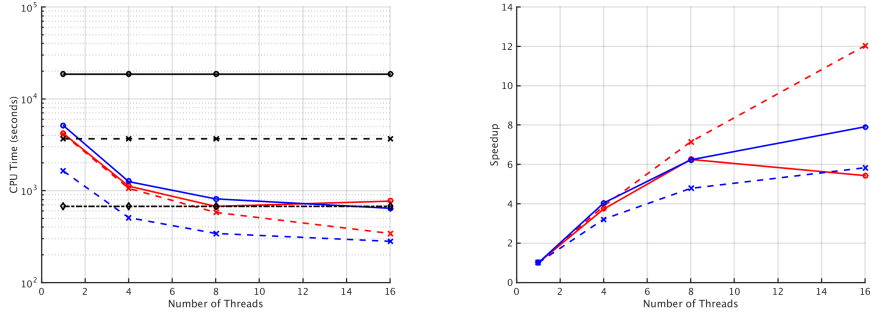 10^5
10^4
10^3
10^2
CPU Time (seconds)
0 2 4 6 8 10 12 14 16
Number of Threads
14
12
10
8
6
4
2
0
Speedup
0 2 4 6 8 10 12 14 16
Number of Threads